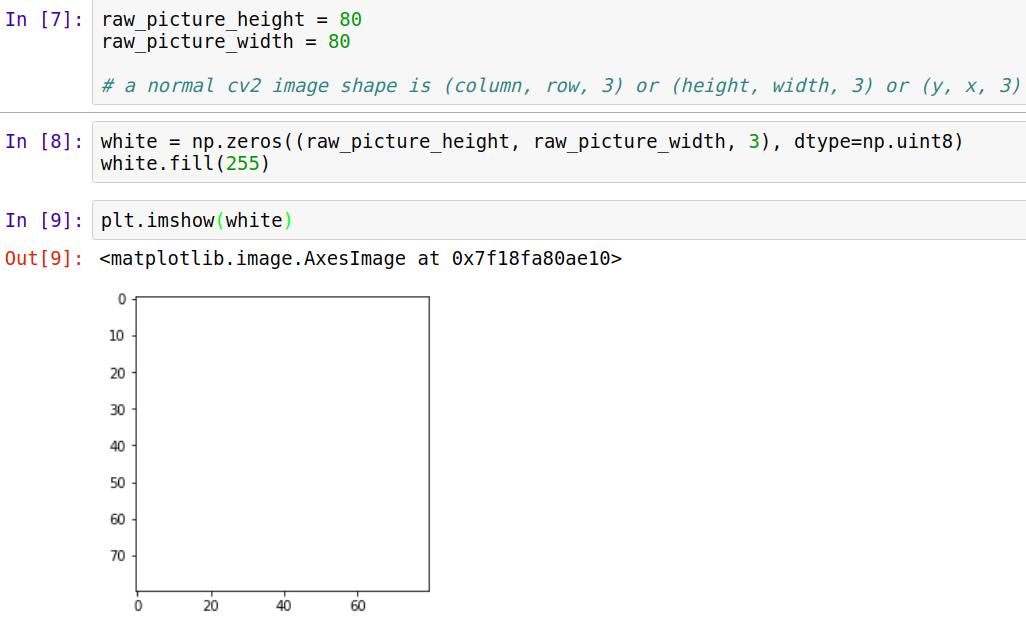 In [7]: raw_picture_height = 80
raw_picture_width = 80
# a normal cv2 image shape is (column, row, 3) or (height, width, 3) or (y, x, 3)
In [8]: white = np.zeros((raw_picture_height, raw_picture_width, 3), dtype=np.uint8)
white.fill(255)
In [9]: plt.imshow(white)
Out[9]: <matplotlib.image.AxesImage at 0x7f18fa80ae10>
0
10
20
30
40
50
60
70
0 20 40 60